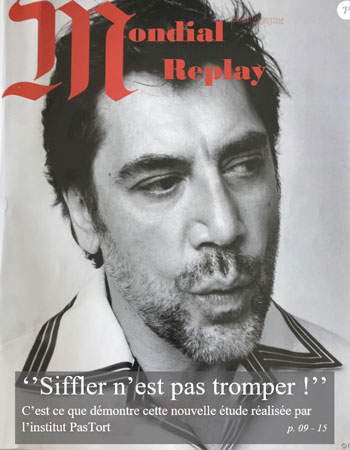 Mondial
Replay
‘’Siffler n’est pas tromper !’’
C’est ce que démontre cette nouvelle étude réalisée par
l’institut PasTort
p. 09 - 15